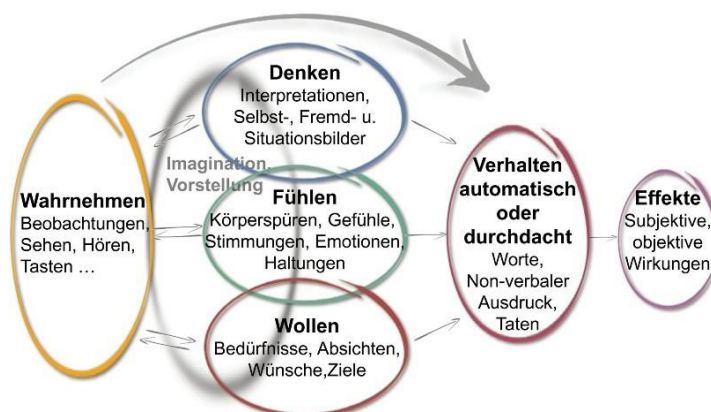 Denken
Interpretationen,
Selbst-, Fremd- u.
Situationsbilder
Imagination,
Vorstellung
Wahrnehmen
Beobachtungen,
Sehen, Hören,
Tasten ...
Fühlen
Körperspüren, Gefühle,
Stimmungen, Emotionen,
Haltungen
Wollen
Bedürfnisse, Absichten,
Wünsche,Ziele
Verhalten
automatisch
oder
durchdacht
Worte,
Non-verbaler
Ausdruck,
Taten
Effekte
Subjektive,
objektive
Wirkungen